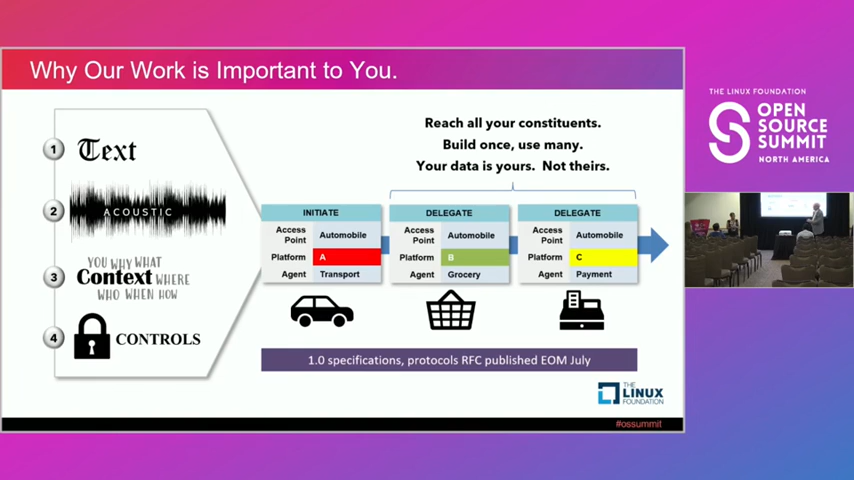 Why Our Work is Important to You.
1
Text
2
ACOUSTIC
3
YOU WHY WHAT
Context WHERE
WHO WHEN HOW
4
CONTROLS
Reach all your constituents.
Build once, use many.
Your data is yours. Not theirs.
INITIATE
Access Point
Automobile
Platform
A
Agent
Transport
DELEGATE
Access Point
Automobile
Platform
B
Agent
Grocery
DELEGATE
Access Point
Automobile
Platform
C
Agent
Payment
1.0 specifications, protocols RFC published EOM July
THE
LINUX
FOUNDATION
#ossummit
THE LINUX FOUNDATION
OPEN
SOURCE
SUMMIT
NORTH AMERICA